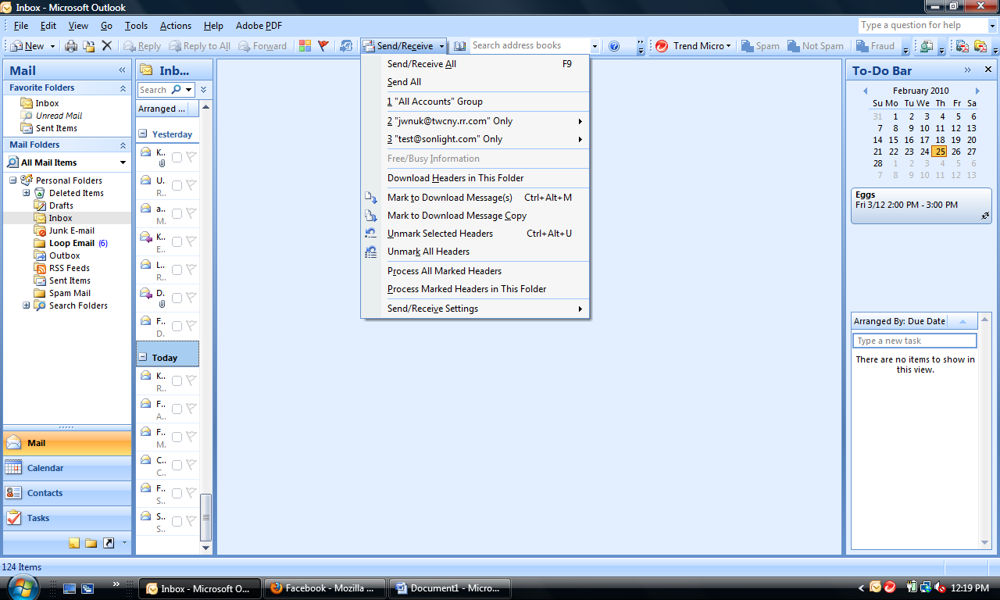 Inbox - Microsoft Outlook
File Edit View Go Tools Actions Help Adobe PDF
Type a question for help
New Reply Reply to All Forward Send/Receive Search address books Trend Micro Spam Not Spam Fraud
Mail
Favorite Folders
Inbox
Unread Mail
Sent Items
Mail Folders
All Mail Items
Personal Folders
Deleted Items
Drafts
Inbox
Junk E-mail
Loop Email (6)
Outbox
RSS Feeds
Sent Items
Spam Mail
Search Folders
Mail
Calendar
Contacts
Tasks
Inb...
Search
Arranged ...
Yesterday
K..
U..
R..
a..
M..
K..
E..
L..
R..
D..
F..
D..
Today
K..
R..
F..
A..
F..
M..
C..
C..
F..
S..
S..
S..
Send/Receive All F9
Send All
1 "All Accounts" Group
2 "jwnuk@twcny.rr.com" Only
3 "test@sonlight.com" Only
Free/Busy Information
Download Headers in This Folder
Mark to Download Message(s) Ctrl+Alt+M
Mark to Download Message Copy
Unmark Selected Headers Ctrl+Alt+U
Unmark All Headers
Process All Marked Headers
Process Marked Headers in This Folder
Send/Receive Settings
To-Do Bar
February 2010
Su Mo Tu We Th Fr Sa
31 1 2 3 4 5 6
7 8 9 10 11 12 13
14 15 16 17 18 19 20
21 22 23 24 25 26 27
28 1 2 3 4 5 6
7 8 9 10 11 12 13
Eggs
Fri 3/12 2:00 PM - 3:00 PM
Arranged By: Due Date
Type a new task
There are no items to show in
this view.
124 Items
Inbox - Microsoft O... Facebook - Mozilla ... Document1 - Micro... 12:19 PM